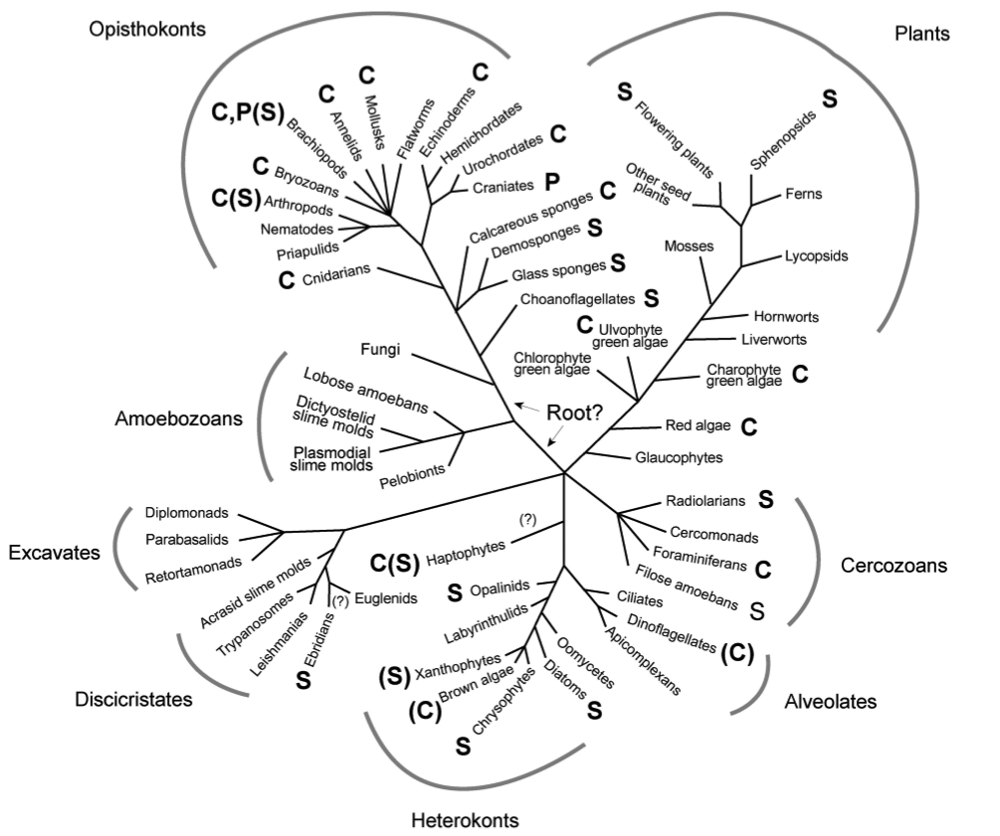 Opisthokonts
Plants
C
C
C
C
C,P(S)
Brachiopods
Annelids
Mollusks
Flatworms
Echinoderms
Hemichordates
Urochordates C
Craniates P
C Bryozoans
C(S) Arthropods
Nematodes
Priapulids
C Cnidarians
Calcareous sponges C
Demosponges S
Glass sponges S
Choanoflagellates S
Fungi
S
Flowering plants
S
Sphenopsids
Other seed
plants
Ferns
Mosses
Lycopsids
Hornworts
Liverworts
C Ulvophyte
green algae
Chlorophyte
green algae
Charophyte
green algae C
Red algae C
Glaucophytes
Root?
Amoebozoans
Lobose amoebans
Dictyostelid
slime molds
Plasmodial
slime molds
Pelobionts
Excavates
Diplomonads
Parabasalids
Retortamonads
Discicristates
Acrasid slime molds
Trypanosomes
Leishmanias
Ebridians
S
(?)
Euglenids
(?)
C(S) Haptophytes
Radiolarians S
Cercomonads
Foraminiferans C
Filose amoebans S
Cercozoans
S Opalinids
Labyrinthulids
(S) Xanthophytes
(C) Brown algae
S Chrysophytes
Diatoms S
Oomycetes
Ciliates
Dinoflagellates (C)
Apicomplexans
Alveolates
Heterokonts